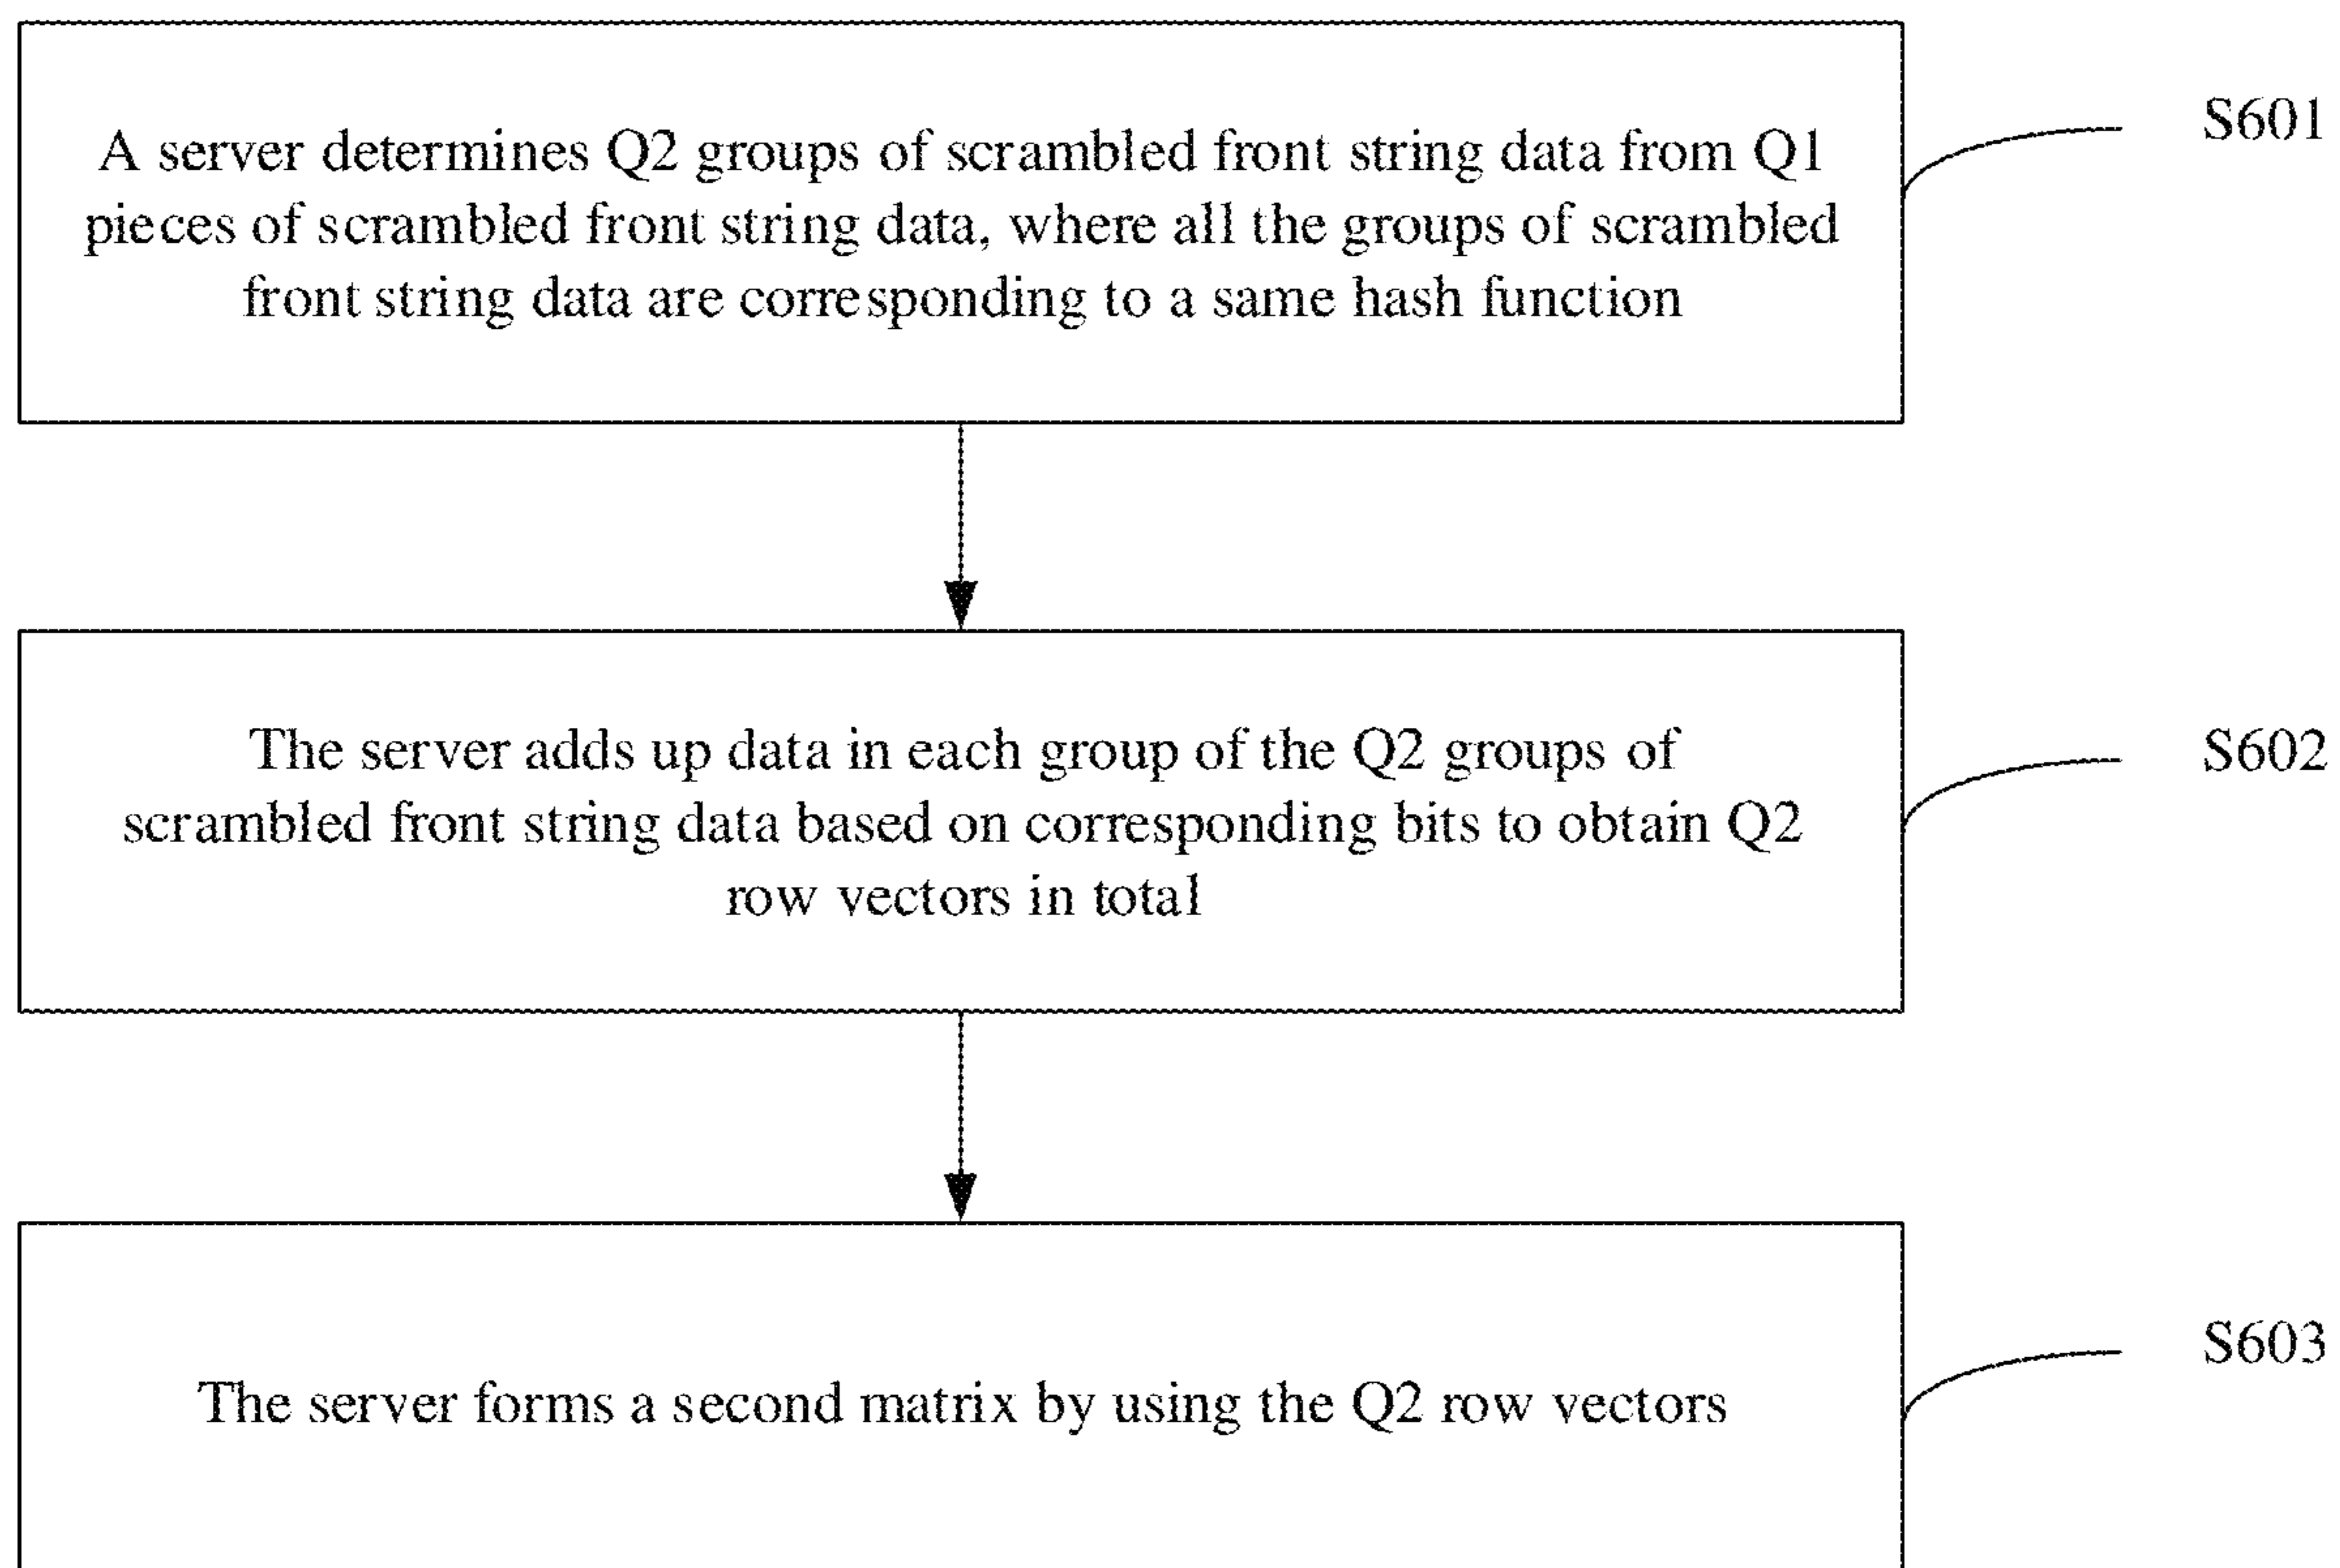 A server determines Q2 groups of scrambled front string data from Q1
pieces of scrambled front string data, where all the groups of scrambled
front string data are corresponding to a same hash function
S601
The server adds up data in each group of the Q2 groups of
scrambled front string data based on corresponding bits to obtain Q2
row vectors in total
S602
The server forms a second matrix by using the Q2 row vectors
S603